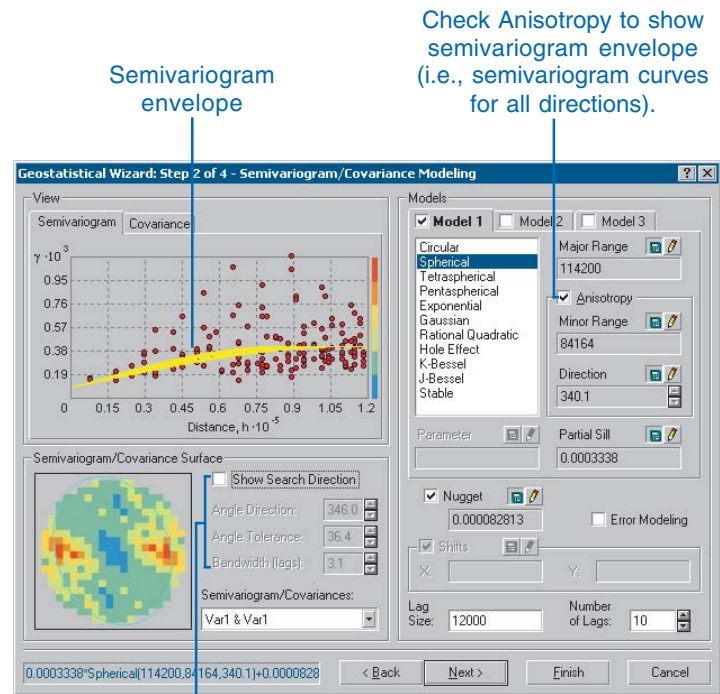 Check Anisotropy to show
semivariogram envelope
(i.e., semivariogram curves
for all directions).
Semivariogram
envelope
Geostatistical Wizard: Step 2 of 4 - Semivariogram/Covariance Modeling
View
Semivariogram Covariance
γ·10 3
0.95
0.76
0.57
0.38
0.19
0 0.15 0.3 0.45 0.6 0.75 0.9 1.05 1.2
Distance, h·10 -5
Semivariogram/Covariance Surface
Show Search Direction
Angle Direction: 346.0
Angle Tolerance: 36.4
Bandwidth (lags): 3.1
Semivariogram/Covariances:
Var1 & Var1
Models
Model 1 Model 2 Model 3
Circular
Spherical
Tetraspherical
Pentaspherical
Exponential
Gaussian
Rational Quadratic
Hole Effect
K-Bessel
J-Bessel
Stable
Major Range
114200
Anisotropy
Minor Range
84164
Direction
340.1
Parameter
Partial Sill
0.0003338
Nugget
0.000082813
Error Modeling
Shifts
X: Y:
Lag
Size: 12000
Number
of Lags: 10
0.0003338*Spherical(114200,84164,340.1)+0.0000828
< Back Next > Finish Cancel